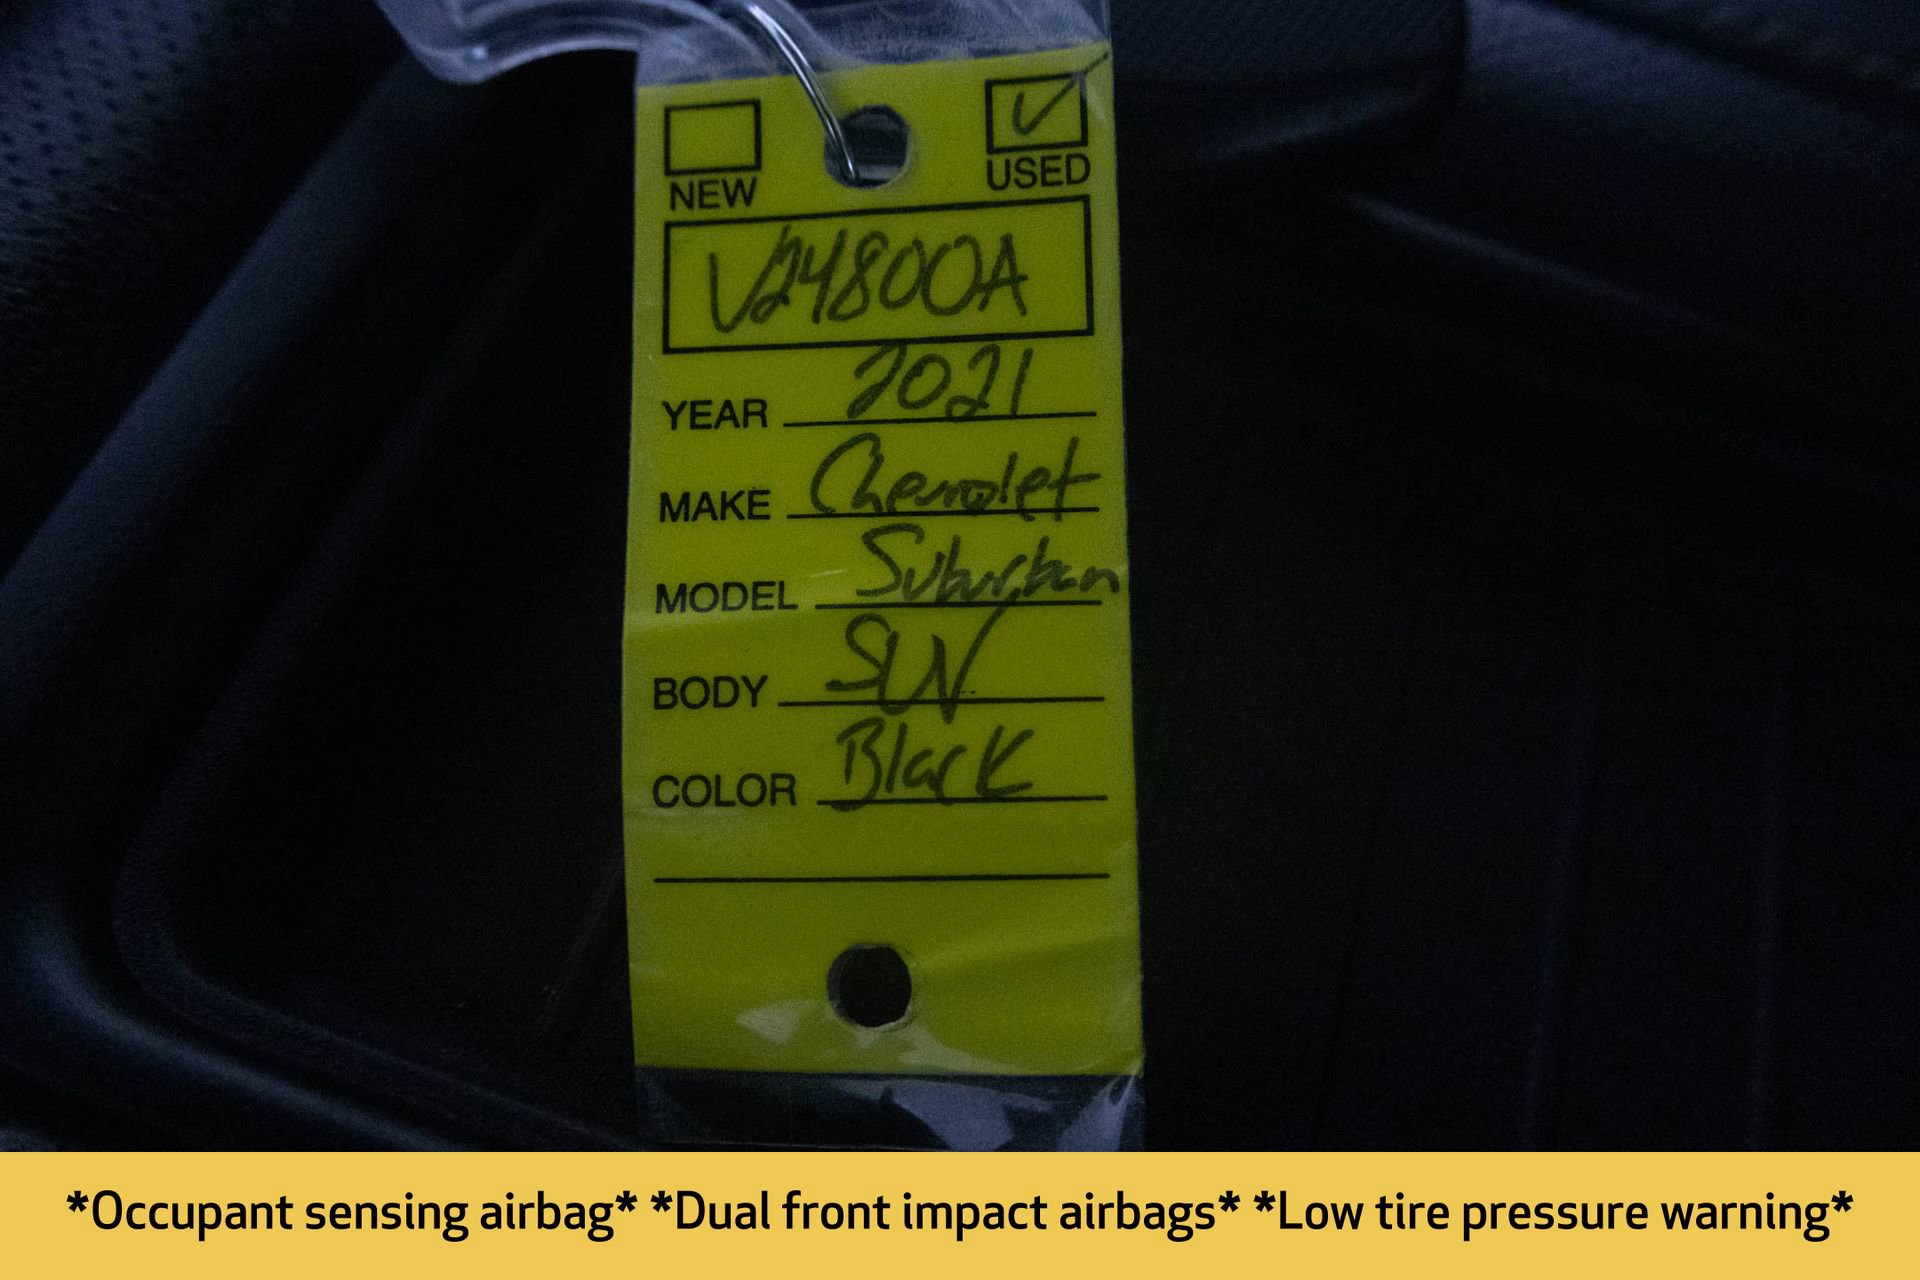 NEW USED
V24800A
YEAR 2021
MAKE Chevrolet
MODEL Suburban
BODY SUV
COLOR Black
*Occupant sensing airbag* *Dual front impact airbags* *Low tire pressure warning*